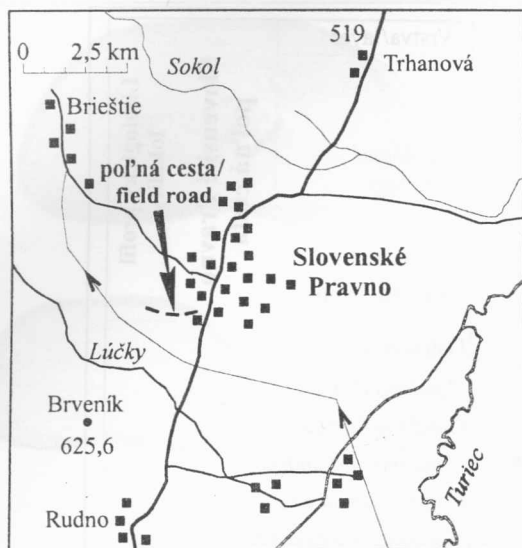 519
0 2,5 km
Sokol
Trhanová
Brieštie
poľná cesta/
field road
Slovenské
Pravno
Lúčky
Brveník
625,6
Turiec
Rudno